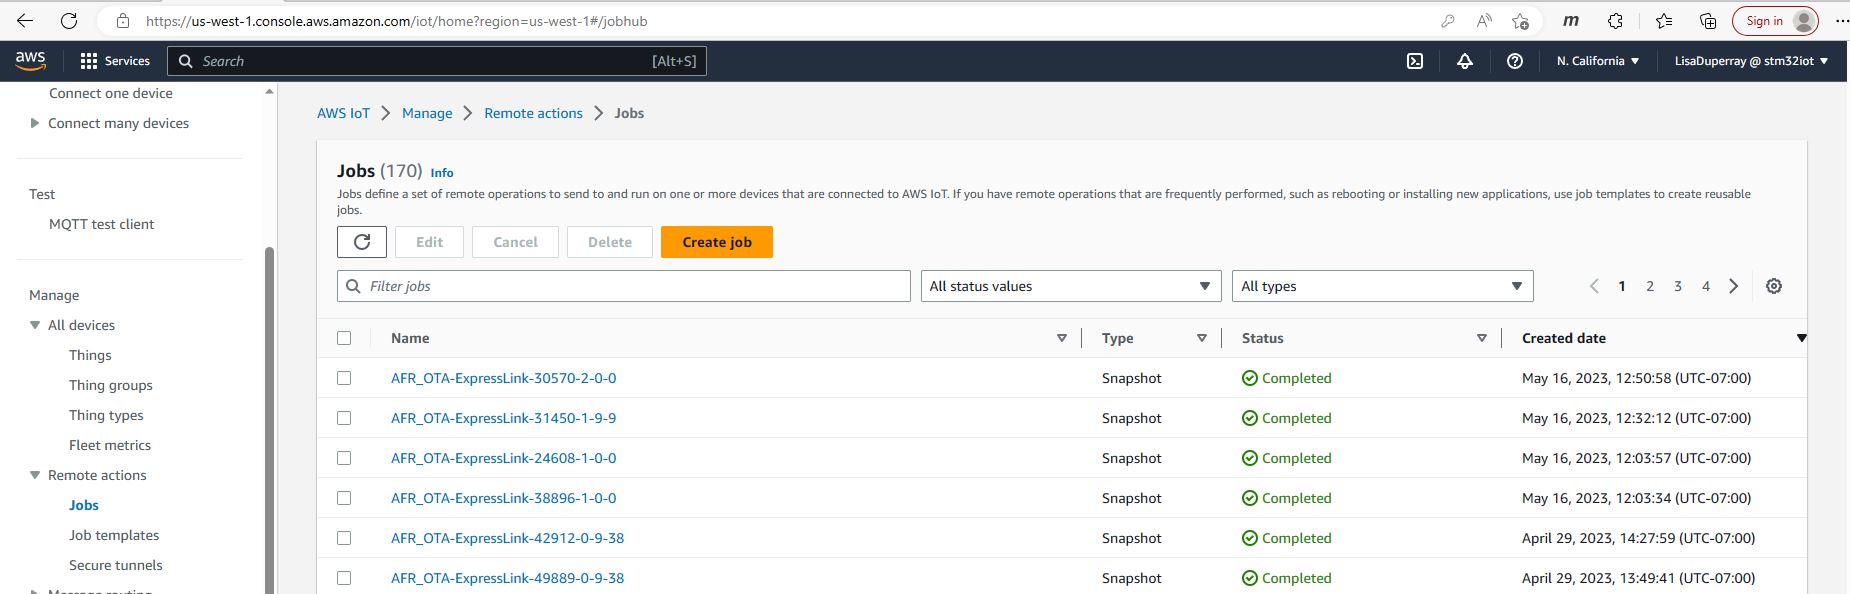 https://us-west-1.console.aws.amazon.com/iot/home?region=us-west-1#/jobhub
Sign in
aws
Services
Search
[Alt+S]
N. California
LisaDuperray @ stm32iot
Connect one device
Connect many devices
Test
MQTT test client
Manage
All devices
Things
Thing groups
Thing types
Fleet metrics
Remote actions
Jobs
Job templates
Secure tunnels
Message routing
AWS IoT > Manage > Remote actions > Jobs
Jobs (170) Info
Jobs define a set of remote operations to send to and run on one or more devices that are connected to AWS IoT. If you have remote operations that are frequently performed, such as rebooting or installing new applications, use job templates to create reusable
jobs.
Edit Cancel Delete Create job
Filter jobs All status values All types 1 2 3 4
Name Type Status Created date
AFR_OTA-ExpressLink-30570-2-0-0 Snapshot Completed May 16, 2023, 12:50:58 (UTC-07:00)
AFR_OTA-ExpressLink-31450-1-9-9 Snapshot Completed May 16, 2023, 12:32:12 (UTC-07:00)
AFR_OTA-ExpressLink-24608-1-0-0 Snapshot Completed May 16, 2023, 12:03:57 (UTC-07:00)
AFR_OTA-ExpressLink-38896-1-0-0 Snapshot Completed May 16, 2023, 12:03:34 (UTC-07:00)
AFR_OTA-ExpressLink-42912-0-9-38 Snapshot Completed April 29, 2023, 14:27:59 (UTC-07:00)
AFR_OTA-ExpressLink-49889-0-9-38 Snapshot Completed April 29, 2023, 13:49:41 (UTC-07:00)